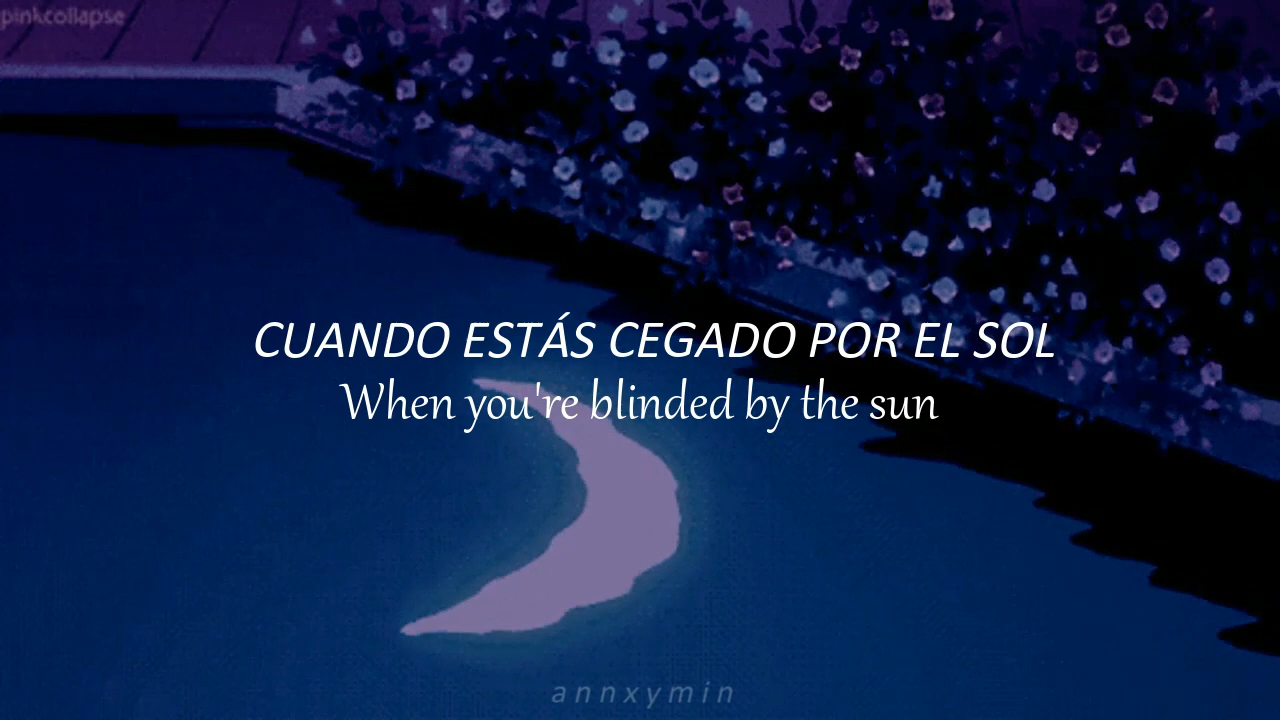 pinkcollapse
CUANDO ESTÁS CEGADO POR EL SOL
When you're blinded by the sun
annxymin